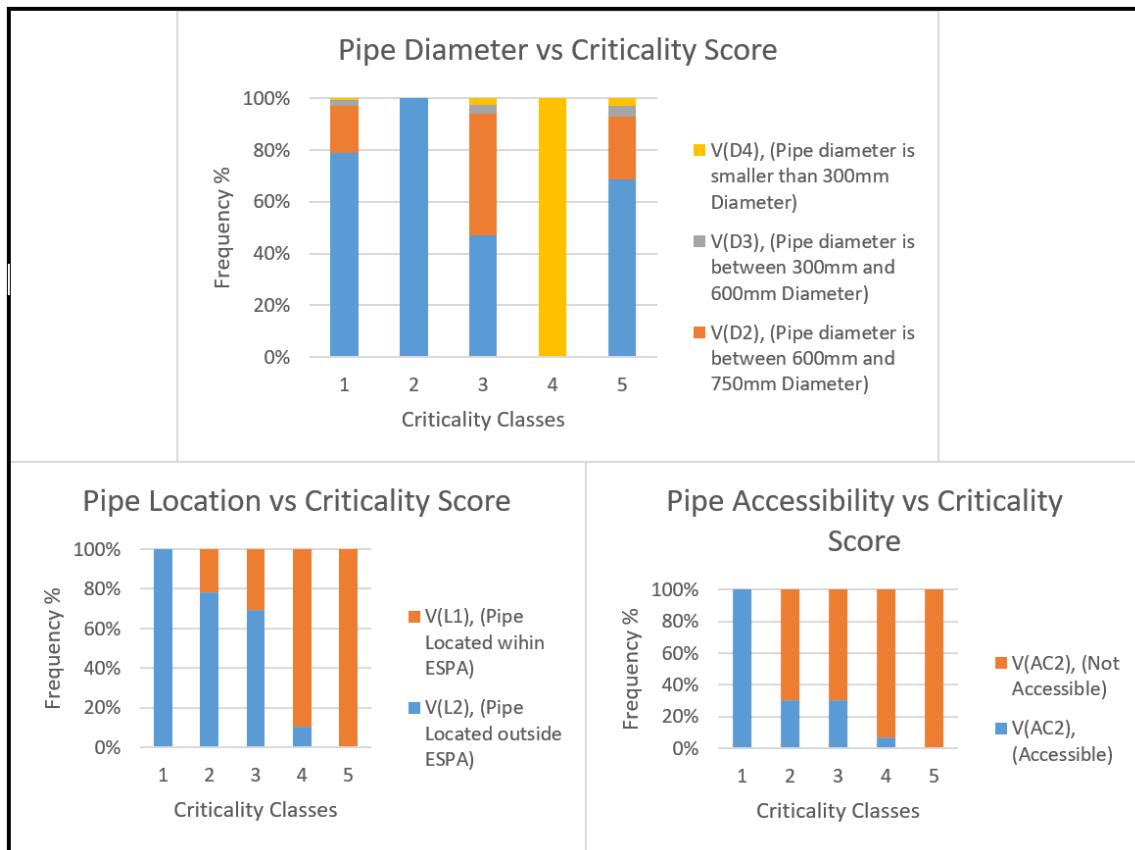 Pipe Diameter vs Criticality Score
100%
80%
60%
40%
20%
0%
Frequency %
1 2 3 4 5
Criticality Classes
V(D4), (Pipe diameter is
smaller than 300mm
Diameter)
V(D3), (Pipe diameter is
between 300mm and
600mm Diameter)
V(D2), (Pipe diameter is
between 600mm and
750mm Diameter)
Pipe Location vs Criticality Score
100%
80%
60%
40%
20%
0%
Frequency %
1 2 3 4 5
Criticality Classes
V(L1), (Pipe
Located wihin
ESPA)
V(L2), (Pipe
Located outside
ESPA)
Pipe Accessibility vs Criticality
Score
100%
80%
60%
40%
20%
0%
Frequency %
1 2 3 4 5
Criticality Classes
V(AC2), (Not
Accessible)
V(AC2),
(Accessible)